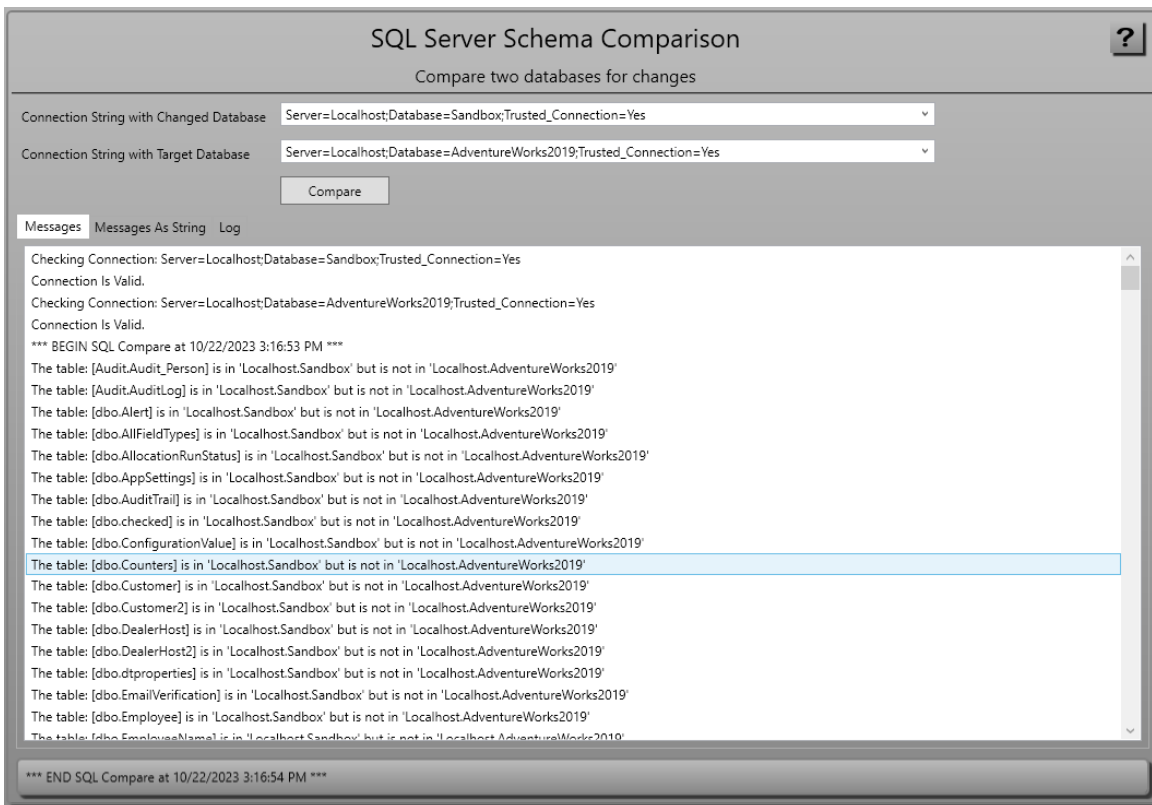 SQL Server Schema Comparison
?
Compare two databases for changes
Connection String with Changed Database
Server=Localhost;Database=Sandbox;Trusted_Connection=Yes
Connection String with Target Database
Server=Localhost;Database=AdventureWorks2019;Trusted_Connection=Yes
Compare
Messages Messages As String Log
Checking Connection: Server=Localhost;Database=Sandbox;Trusted_Connection=Yes
Connection Is Valid.
Checking Connection: Server=Localhost;Database=AdventureWorks2019;Trusted_Connection=Yes
Connection Is Valid.
*** BEGIN SQL Compare at 10/22/2023 3:16:53 PM ***
The table: [Audit.Audit_Person] is in 'Localhost.Sandbox' but is not in 'Localhost.AdventureWorks2019'
The table: [Audit.AuditLog] is in 'Localhost.Sandbox' but is not in 'Localhost.AdventureWorks2019'
The table: [dbo.Alert] is in 'Localhost.Sandbox' but is not in 'Localhost.AdventureWorks2019'
The table: [dbo.AllFieldTypes] is in 'Localhost.Sandbox' but is not in 'Localhost.AdventureWorks2019'
The table: [dbo.AllocationRunStatus] is in 'Localhost.Sandbox' but is not in 'Localhost.AdventureWorks2019'
The table: [dbo.AppSettings] is in 'Localhost.Sandbox' but is not in 'Localhost.AdventureWorks2019'
The table: [dbo.AuditTrail] is in 'Localhost.Sandbox' but is not in 'Localhost.AdventureWorks2019'
The table: [dbo.checked] is in 'Localhost.Sandbox' but is not in 'Localhost.AdventureWorks2019'
The table: [dbo.ConfigurationValue] is in 'Localhost.Sandbox' but is not in 'Localhost.AdventureWorks2019'
The table: [dbo.Counters] is in 'Localhost.Sandbox' but is not in 'Localhost.AdventureWorks2019'
The table: [dbo.Customer] is in 'Localhost.Sandbox' but is not in 'Localhost.AdventureWorks2019'
The table: [dbo.Customer2] is in 'Localhost.Sandbox' but is not in 'Localhost.AdventureWorks2019'
The table: [dbo.DealerHost] is in 'Localhost.Sandbox' but is not in 'Localhost.AdventureWorks2019'
The table: [dbo.DealerHost2] is in 'Localhost.Sandbox' but is not in 'Localhost.AdventureWorks2019'
The table: [dbo.dtproperties] is in 'Localhost.Sandbox' but is not in 'Localhost.AdventureWorks2019'
The table: [dbo.EmailVerification] is in 'Localhost.Sandbox' but is not in 'Localhost.AdventureWorks2019'
The table: [dbo.Employee] is in 'Localhost.Sandbox' but is not in 'Localhost.AdventureWorks2019'
The table: [dbo.EmployeeName] is in 'Localhost.Sandbox' but is not in 'Localhost.AdventureWorks2019'
*** END SQL Compare at 10/22/2023 3:16:54 PM ***